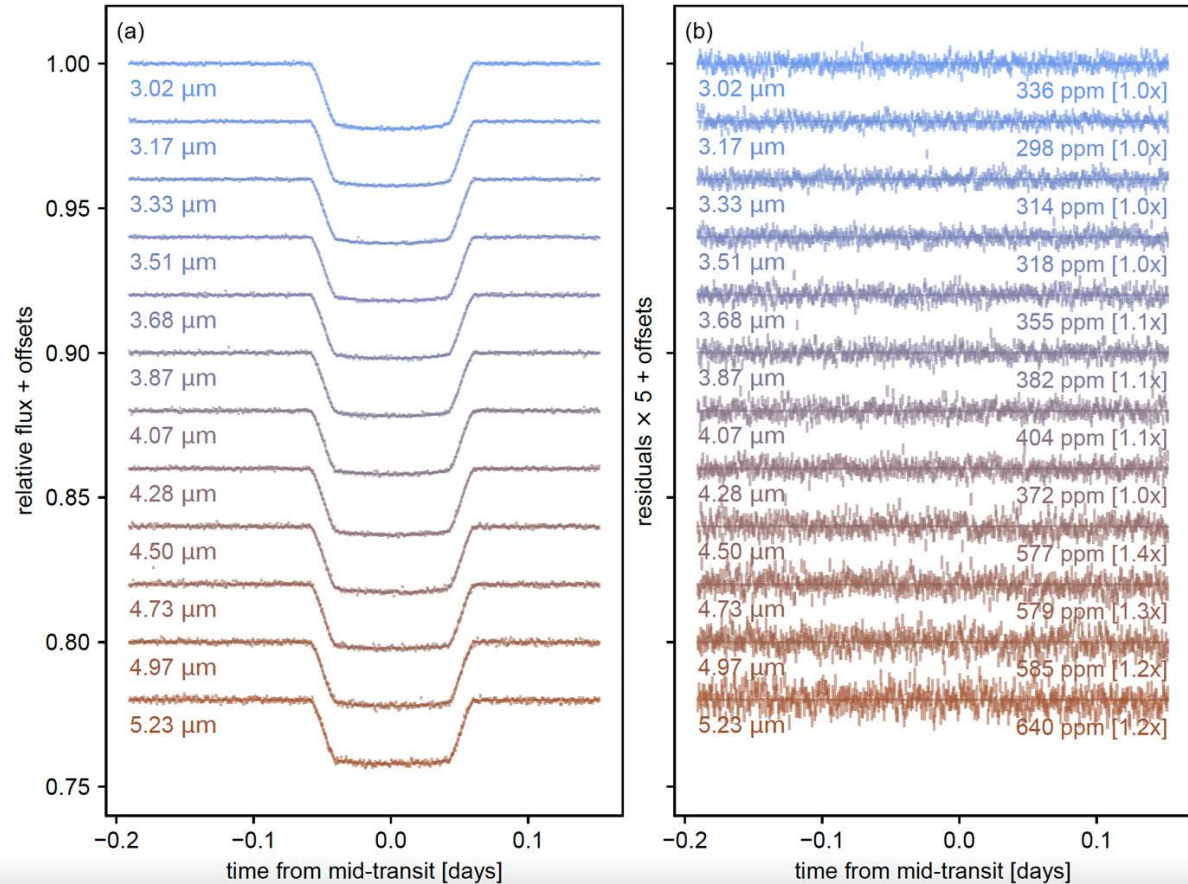 (a)
1.00
0.95
0.90
0.85
0.80
0.75
relative flux + offsets
3.02 μm
3.17 μm
3.33 μm
3.51 μm
3.68 μm
3.87 μm
4.07 μm
4.28 μm
4.50 μm
4.73 μm
4.97 μm
5.23 μm
−0.2 −0.1 0.0 0.1
time from mid-transit [days]
(b)
residuals × 5 + offsets
3.02 μm 336 ppm [1.0x]
3.17 μm 298 ppm [1.0x]
3.33 μm 314 ppm [1.0x]
3.51 μm 318 ppm [1.0x]
3.68 μm 355 ppm [1.1x]
3.87 μm 382 ppm [1.1x]
4.07 μm 404 ppm [1.1x]
4.28 μm 372 ppm [1.0x]
4.50 μm 577 ppm [1.4x]
4.73 μm 579 ppm [1.3x]
4.97 μm 585 ppm [1.2x]
5.23 μm 640 ppm [1.2x]
−0.2 −0.1 0.0 0.1
time from mid-transit [days]